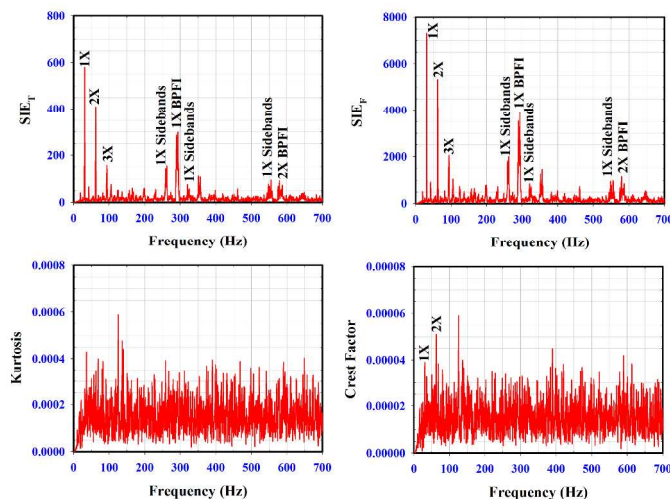 800
600
400
200
0
SIE_T
1X
2X
3X
1X Sidebands
1X BPFI
1X Sidebands
1X Sidebands
2X BPFI
0 100 200 300 400 500 600 700
Frequency (Hz)
8000
6000
4000
2000
0
SIE_F
1X
2X
3X
1X Sidebands
1X BPFI
1X Sidebands
1X Sidebands
2X BPFI
0 100 200 300 400 500 600 700
Frequency (Hz)
0.0008
0.0006
0.0004
0.0002
0.0000
Kurtosis
0 100 200 300 400 500 600 700
Frequency (Hz)
0.00008
0.00006
0.00004
0.00002
0.00000
Crest Factor
1X
2X
0 100 200 300 400 500 600 700
Frequency (Hz)